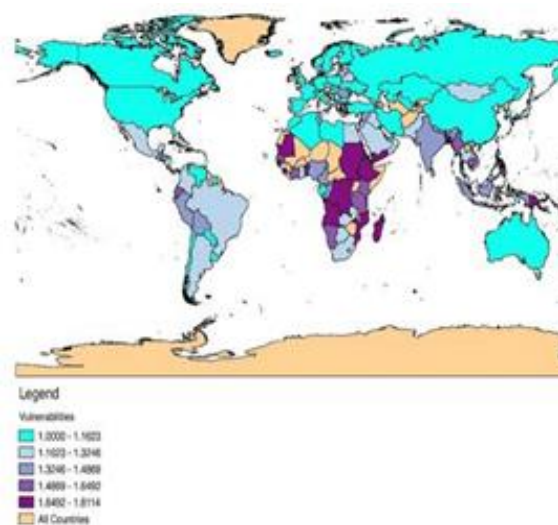 Legend
Vulnerabilities
1.0000 - 1.1623
1.1623 - 1.3246
1.3246 - 1.4869
1.4869 - 1.6492
1.6492 - 1.8114
All Countries